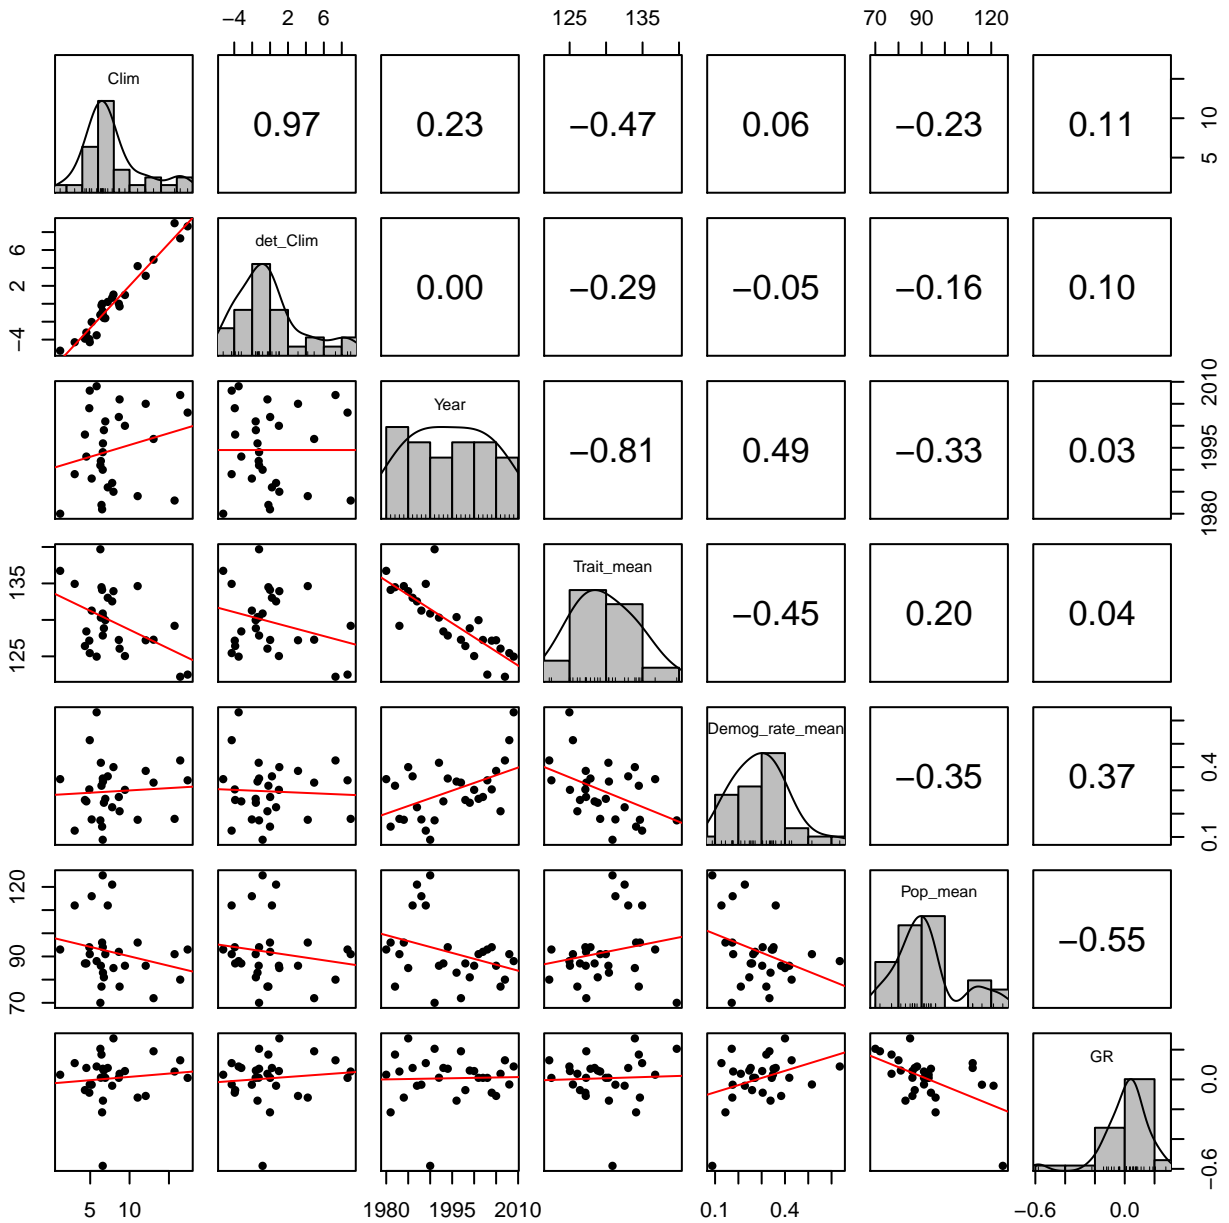 −4 2 6 125 135 70 90 120
Clim 0.97 0.23 −0.47 0.06 −0.23 0.11 5 10
−4 2 6 det_Clim 0.00 −0.29 −0.05 −0.16 0.10
Year −0.81 0.49 −0.33 0.03 1980 1995 2010
125 135 Trait_mean −0.45 0.20 0.04
Demog_rate_mean −0.35 0.37 0.1 0.4
70 90 120 Pop_mean −0.55
GR −0.6 0.0
5 10 1980 1995 2010 0.1 0.4 −0.6 0.0